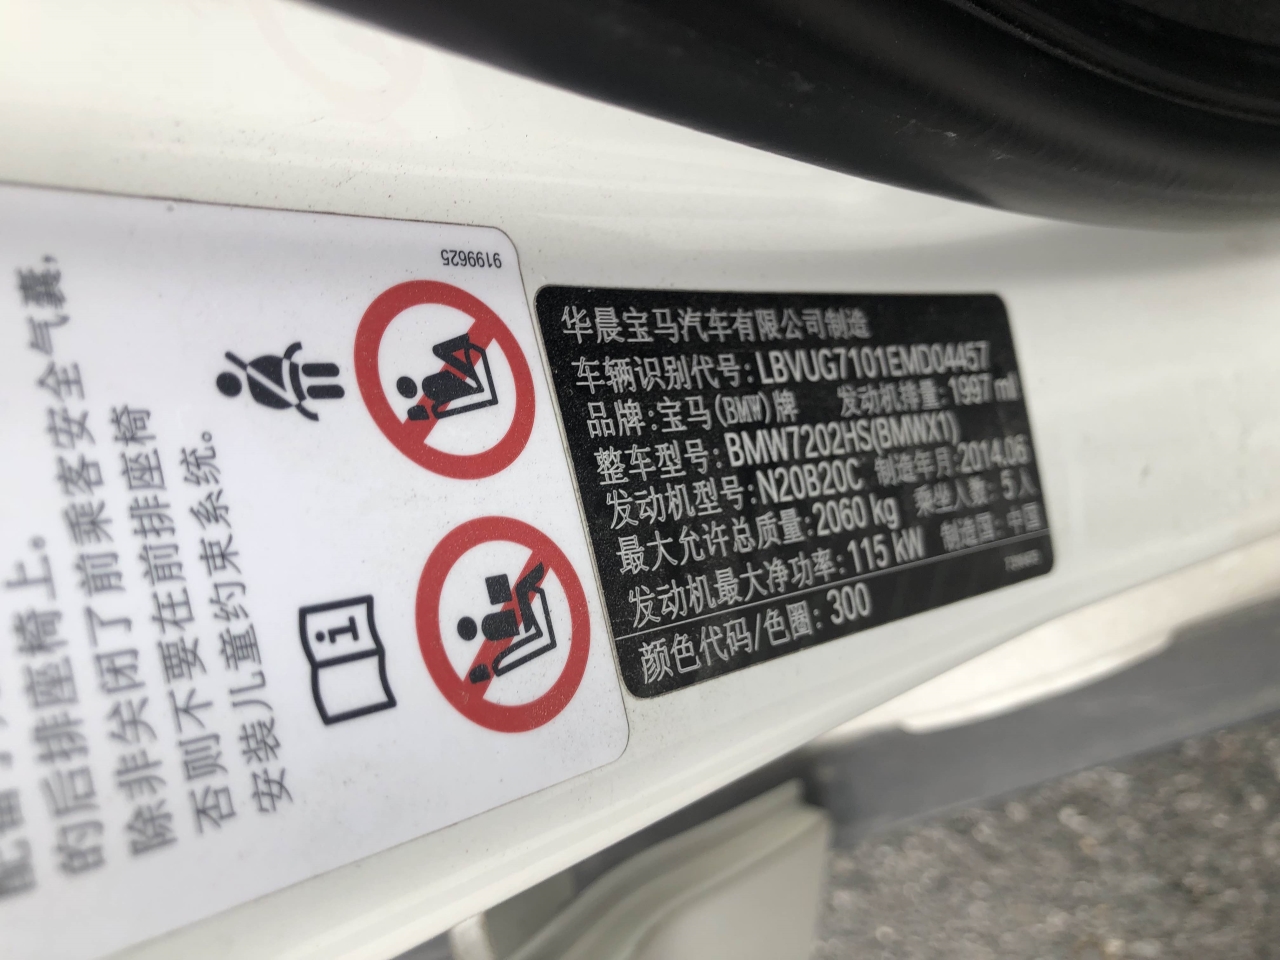 华晨宝马汽车有限公司制造
车辆识别代号:LBVUG7101EMD04457
品牌:宝马(BMW)牌 发动机排量:1997 ml
整车型号:BMW7202HS(BMWX1)
发动机型号:N20B20C 制造年月:2014.06
最大允许总质量:2060 kg 乘坐人数: 5人
发动机最大净功率:115 kW 制造国: 中国
颜色代码/色圈: 300
9199625
的后排座椅上。
除非关闭了前乘客安全气囊,
否则不要在前排座椅
安装儿童约束系统。